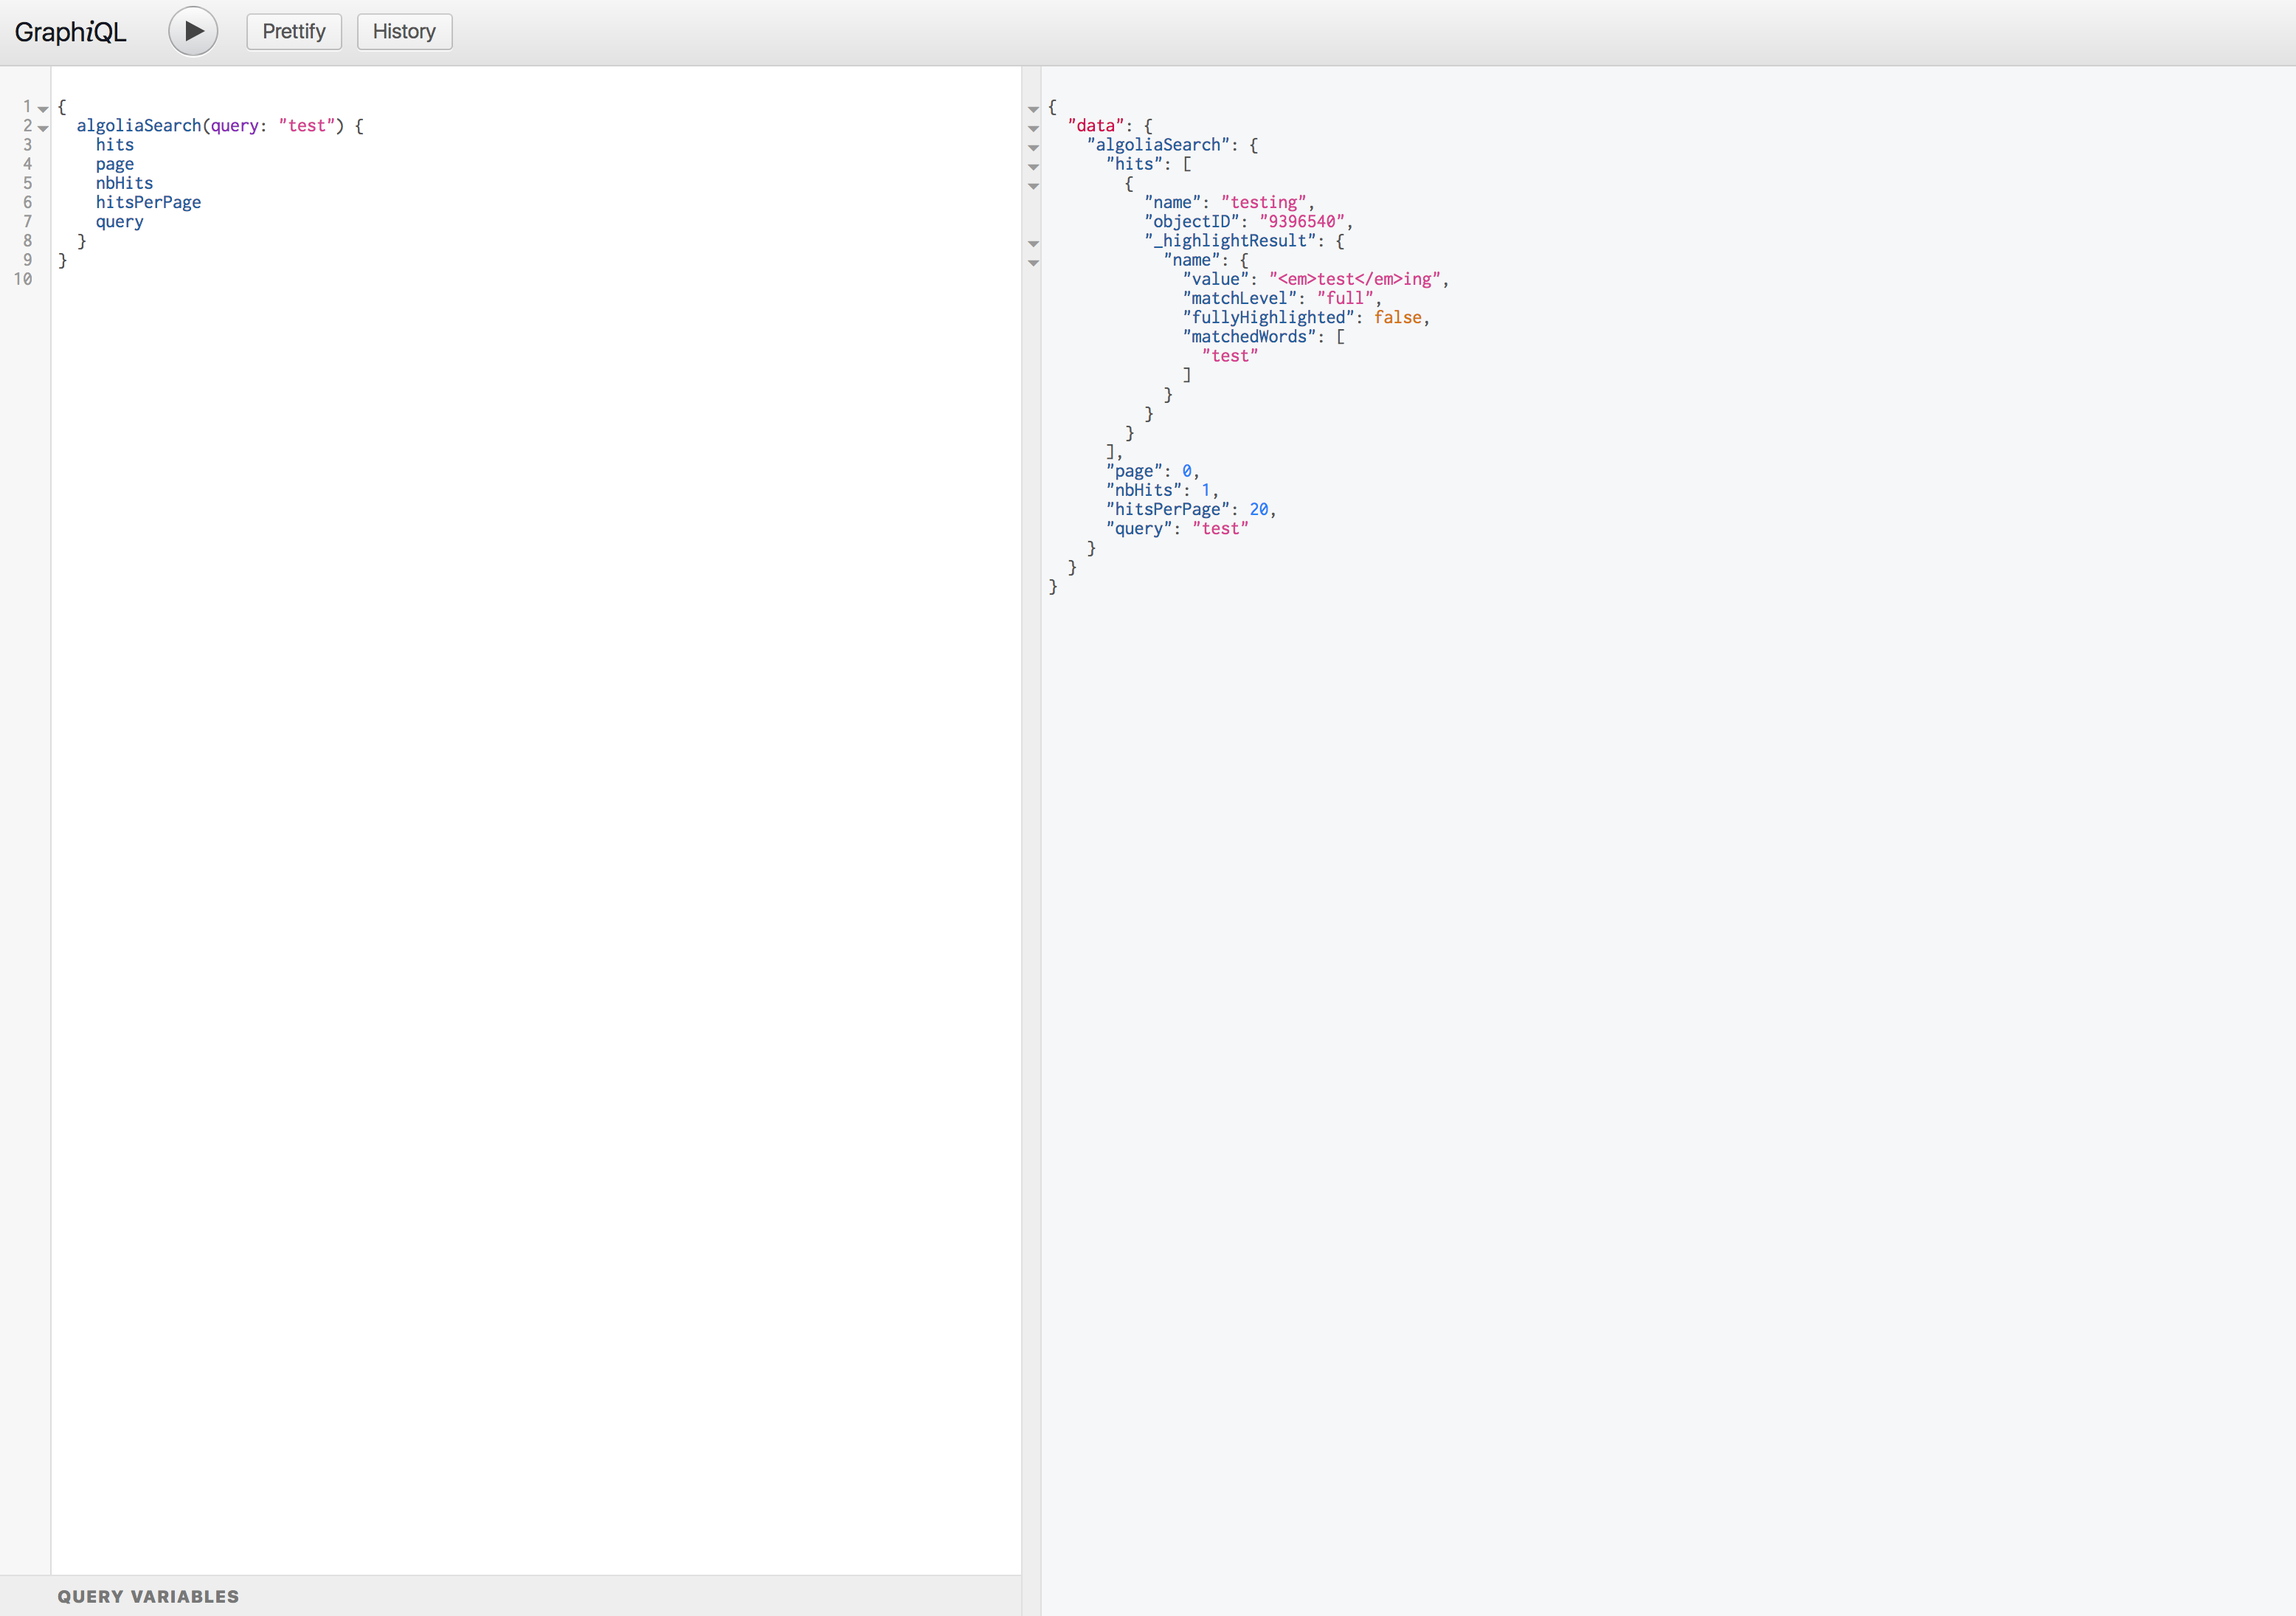 GraphiQL Prettify History
1 {
2   algoliaSearch(query: "test") {
3     hits
4     page
5     nbHits
6     hitsPerPage
7     query
8   }
9 }
10
{
  "data": {
    "algoliaSearch": {
      "hits": [
        {
          "name": "testing",
          "objectID": "9396540",
          "_highlightResult": {
            "name": {
              "value": "<em>test</em>ing",
              "matchLevel": "full",
              "fullyHighlighted": false,
              "matchedWords": [
                "test"
              ]
            }
          }
        }
      ],
      "page": 0,
      "nbHits": 1,
      "hitsPerPage": 20,
      "query": "test"
    }
  }
}
QUERY VARIABLES